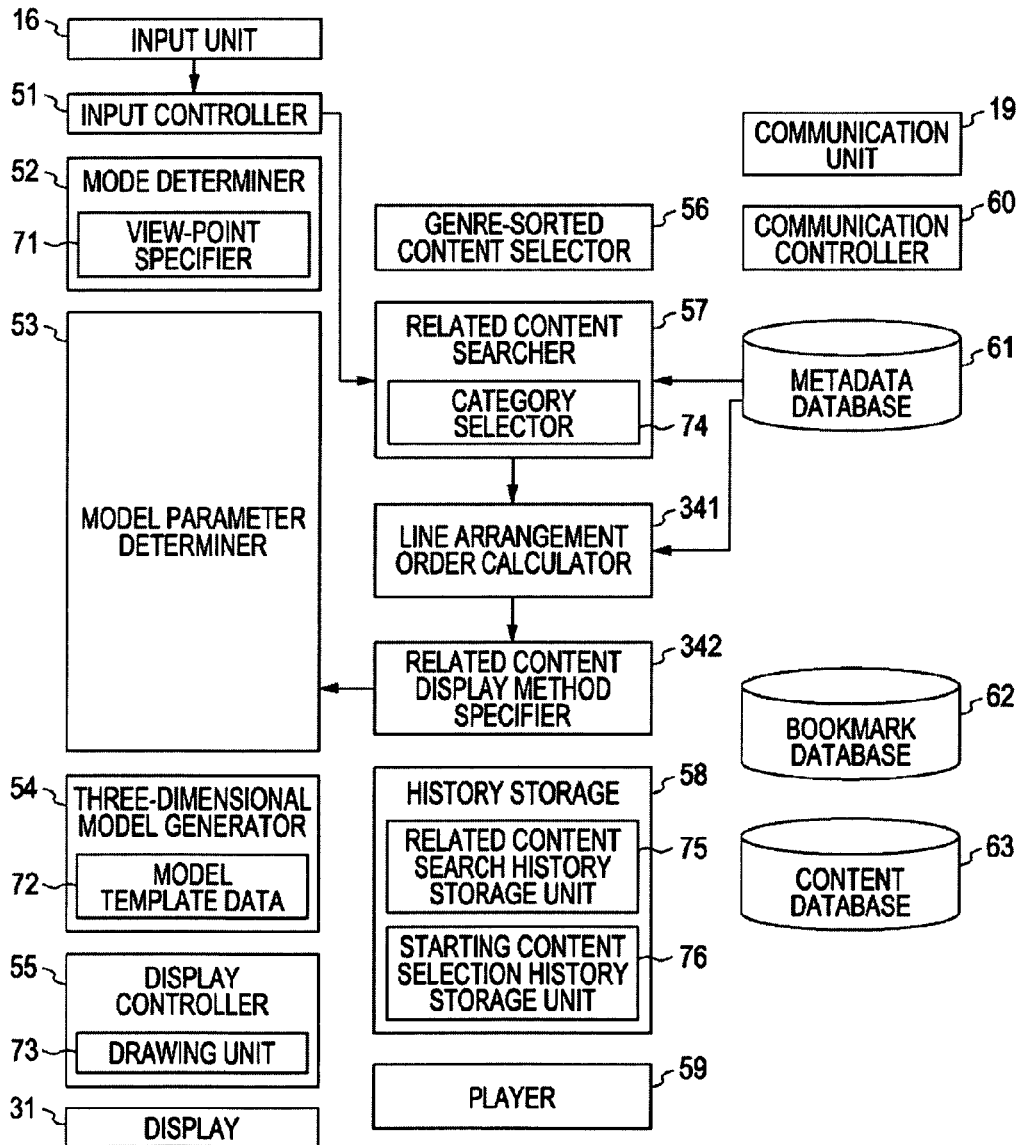 16
INPUT UNIT
51
INPUT CONTROLLER
52
MODE DETERMINER
71
VIEW-POINT
SPECIFIER
53
MODEL PARAMETER
DETERMINER
54
THREE-DIMENSIONAL
MODEL GENERATOR
72
MODEL
TEMPLATE DATA
55
DISPLAY
CONTROLLER
73
DRAWING UNIT
31
DISPLAY
56
GENRE-SORTED
CONTENT SELECTOR
57
RELATED CONTENT
SEARCHER
CATEGORY
SELECTOR
74
341
LINE ARRANGEMENT
ORDER CALCULATOR
342
RELATED CONTENT
DISPLAY METHOD
SPECIFIER
58
HISTORY STORAGE
RELATED CONTENT
SEARCH HISTORY
STORAGE UNIT
75
STARTING CONTENT
SELECTION HISTORY
STORAGE UNIT
76
59
PLAYER
19
COMMUNICATION
UNIT
60
COMMUNICATION
CONTROLLER
61
METADATA
DATABASE
62
BOOKMARK
DATABASE
63
CONTENT
DATABASE